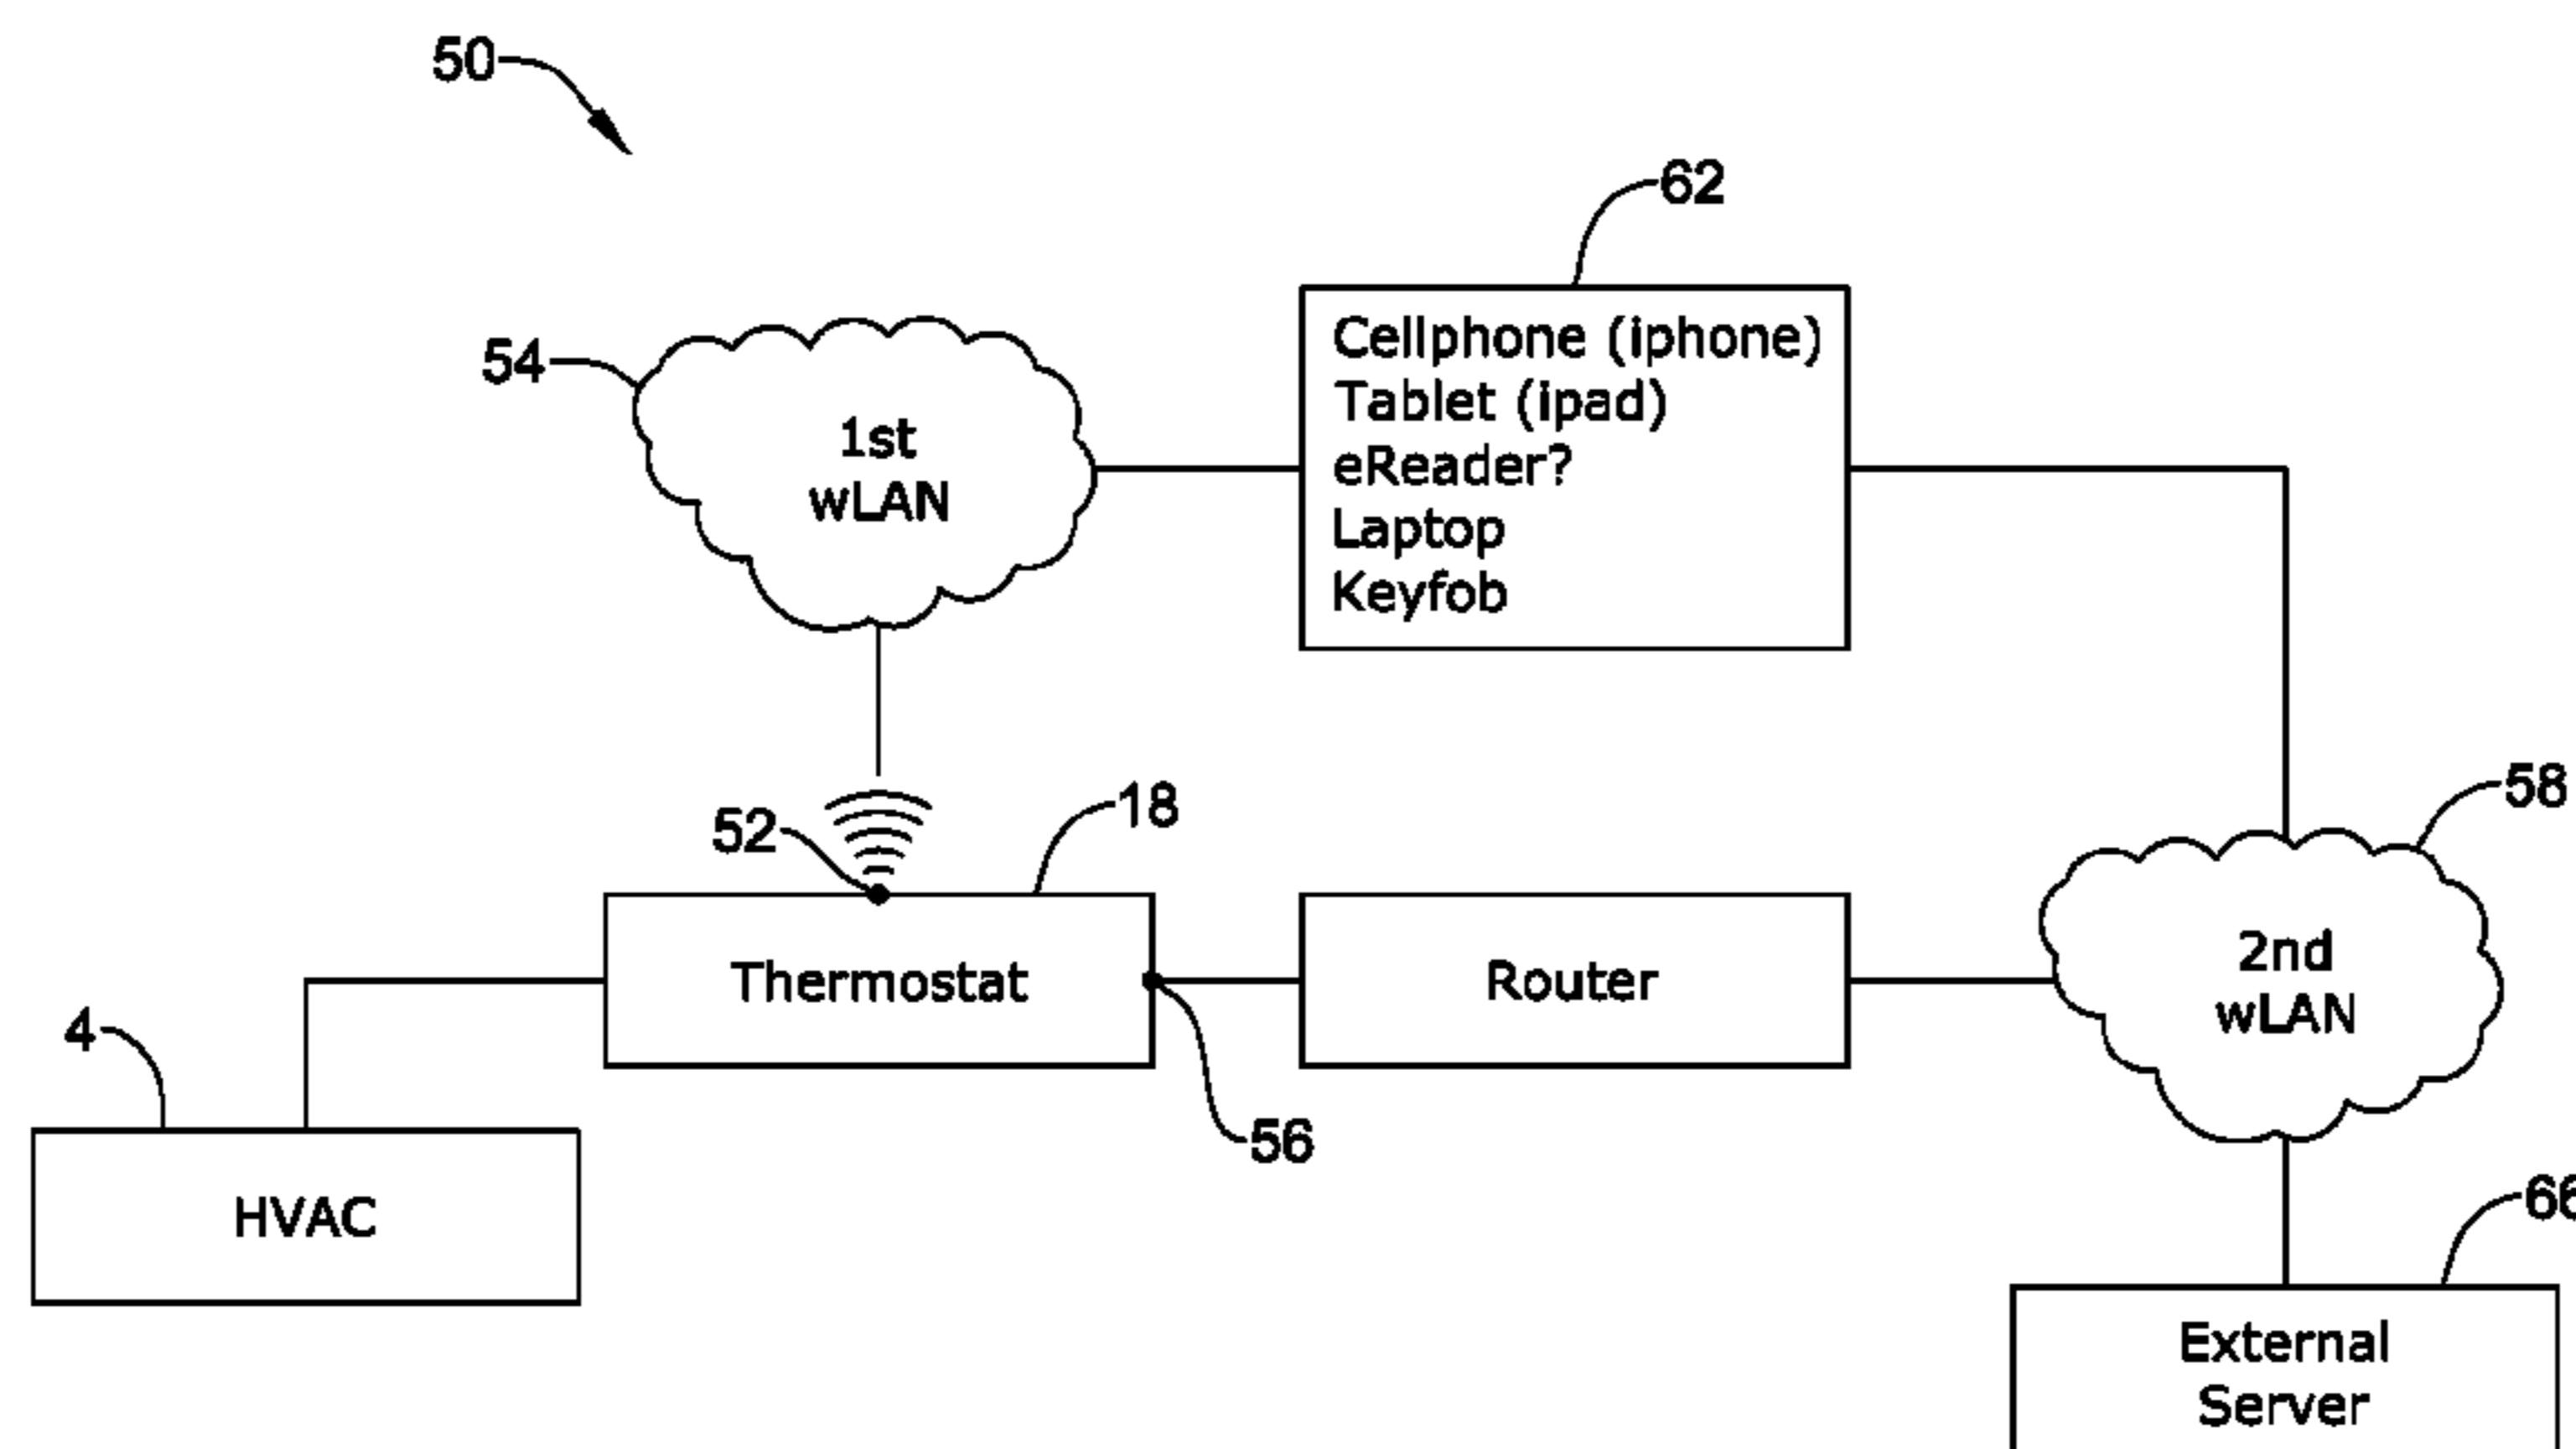 50
62
Cellphone (iphone)
Tablet (ipad)
eReader?
Laptop
Keyfob
54
1st
wLAN
58
52
18
Thermostat
Router
2nd
wLAN
4
56
HVAC
66
External
Server